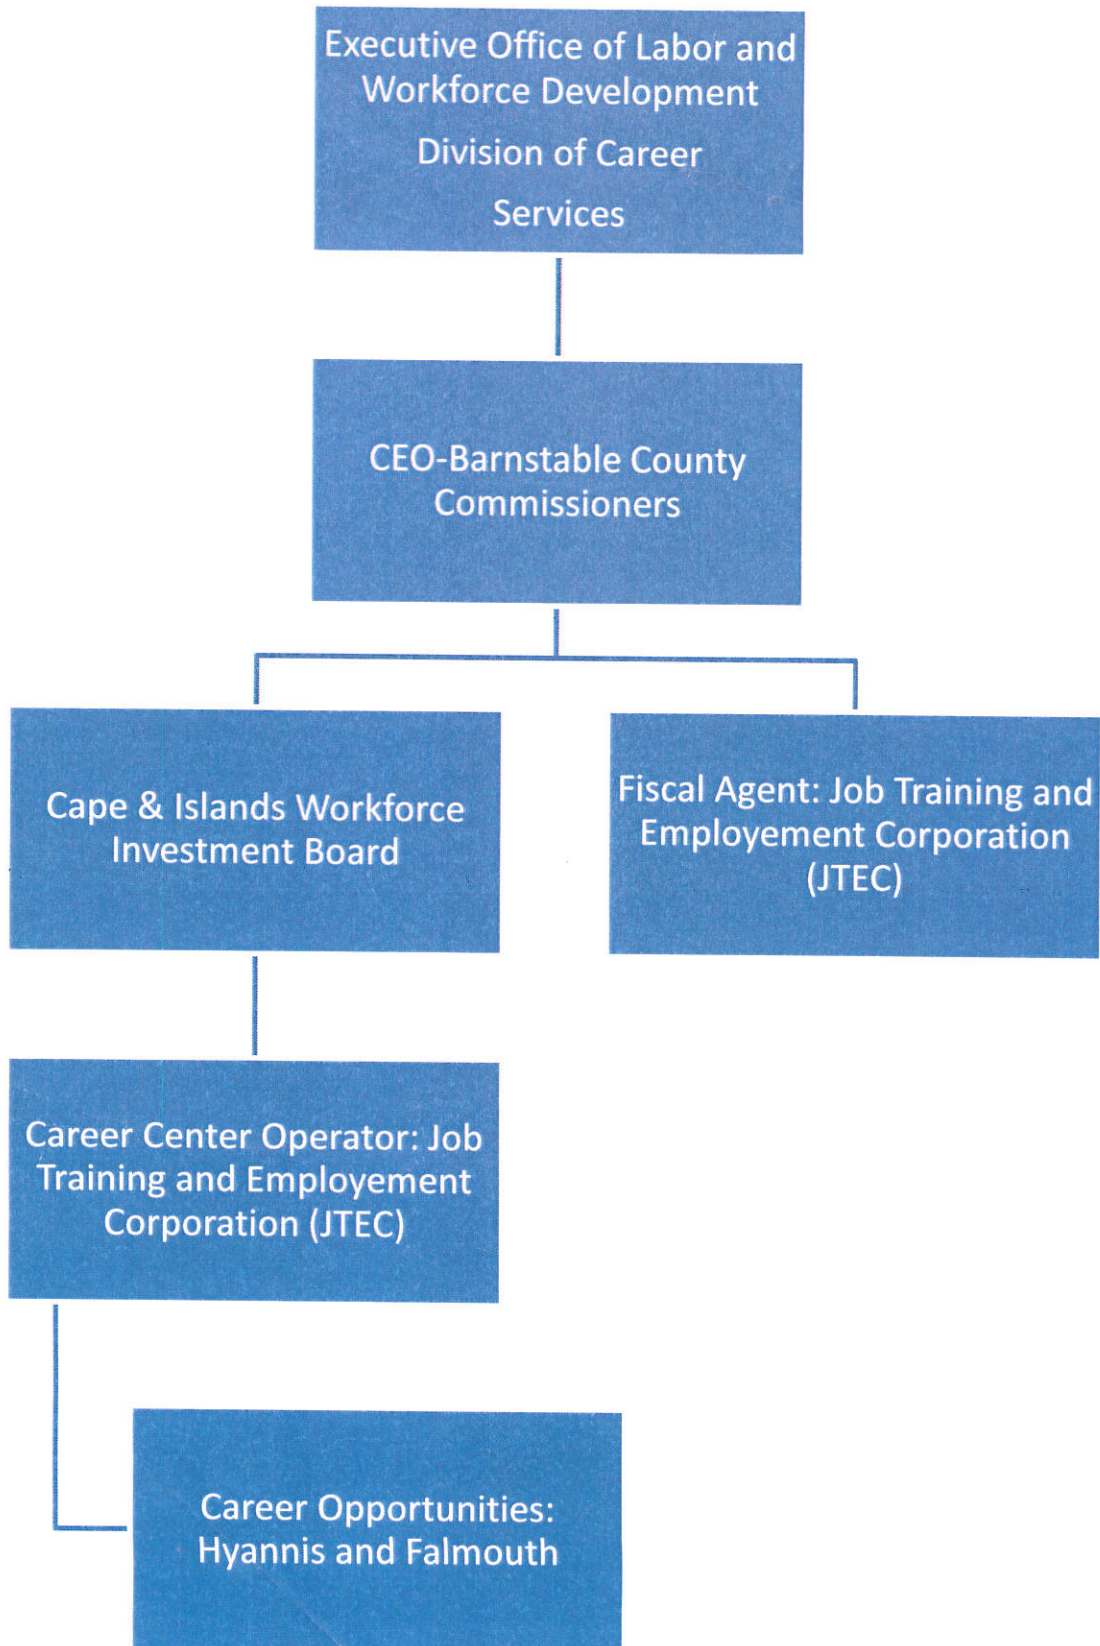 Executive Office of Labor and
Workforce Development
Division of Career
Services
CEO-Barnstable County
Commissioners
Cape & Islands Workforce
Investment Board
Fiscal Agent: Job Training and
Employement Corporation
(JTEC)
Career Center Operator: Job
Training and Employement
Corporation (JTEC)
Career Opportunities:
Hyannis and Falmouth